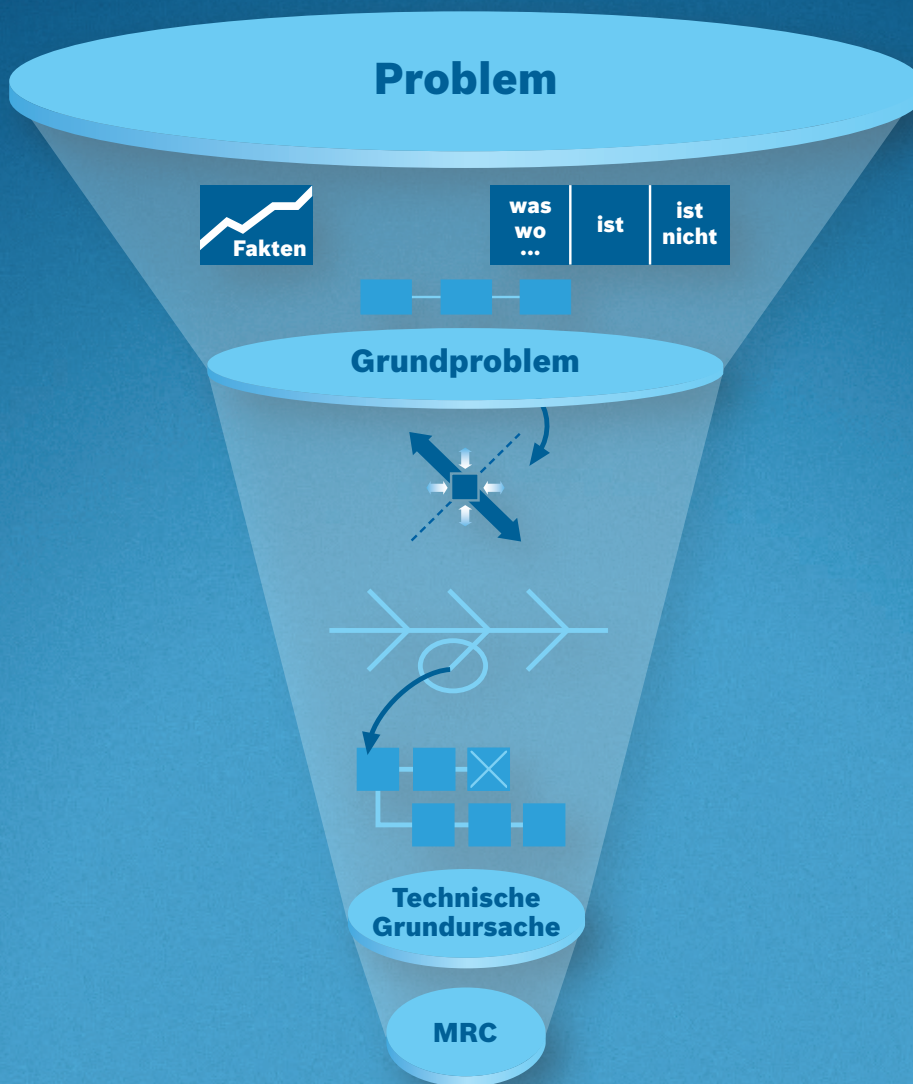 Problem
Fakten
was
wo
...
ist
ist
nicht
Grundproblem
Technische
Grundursache
MRC